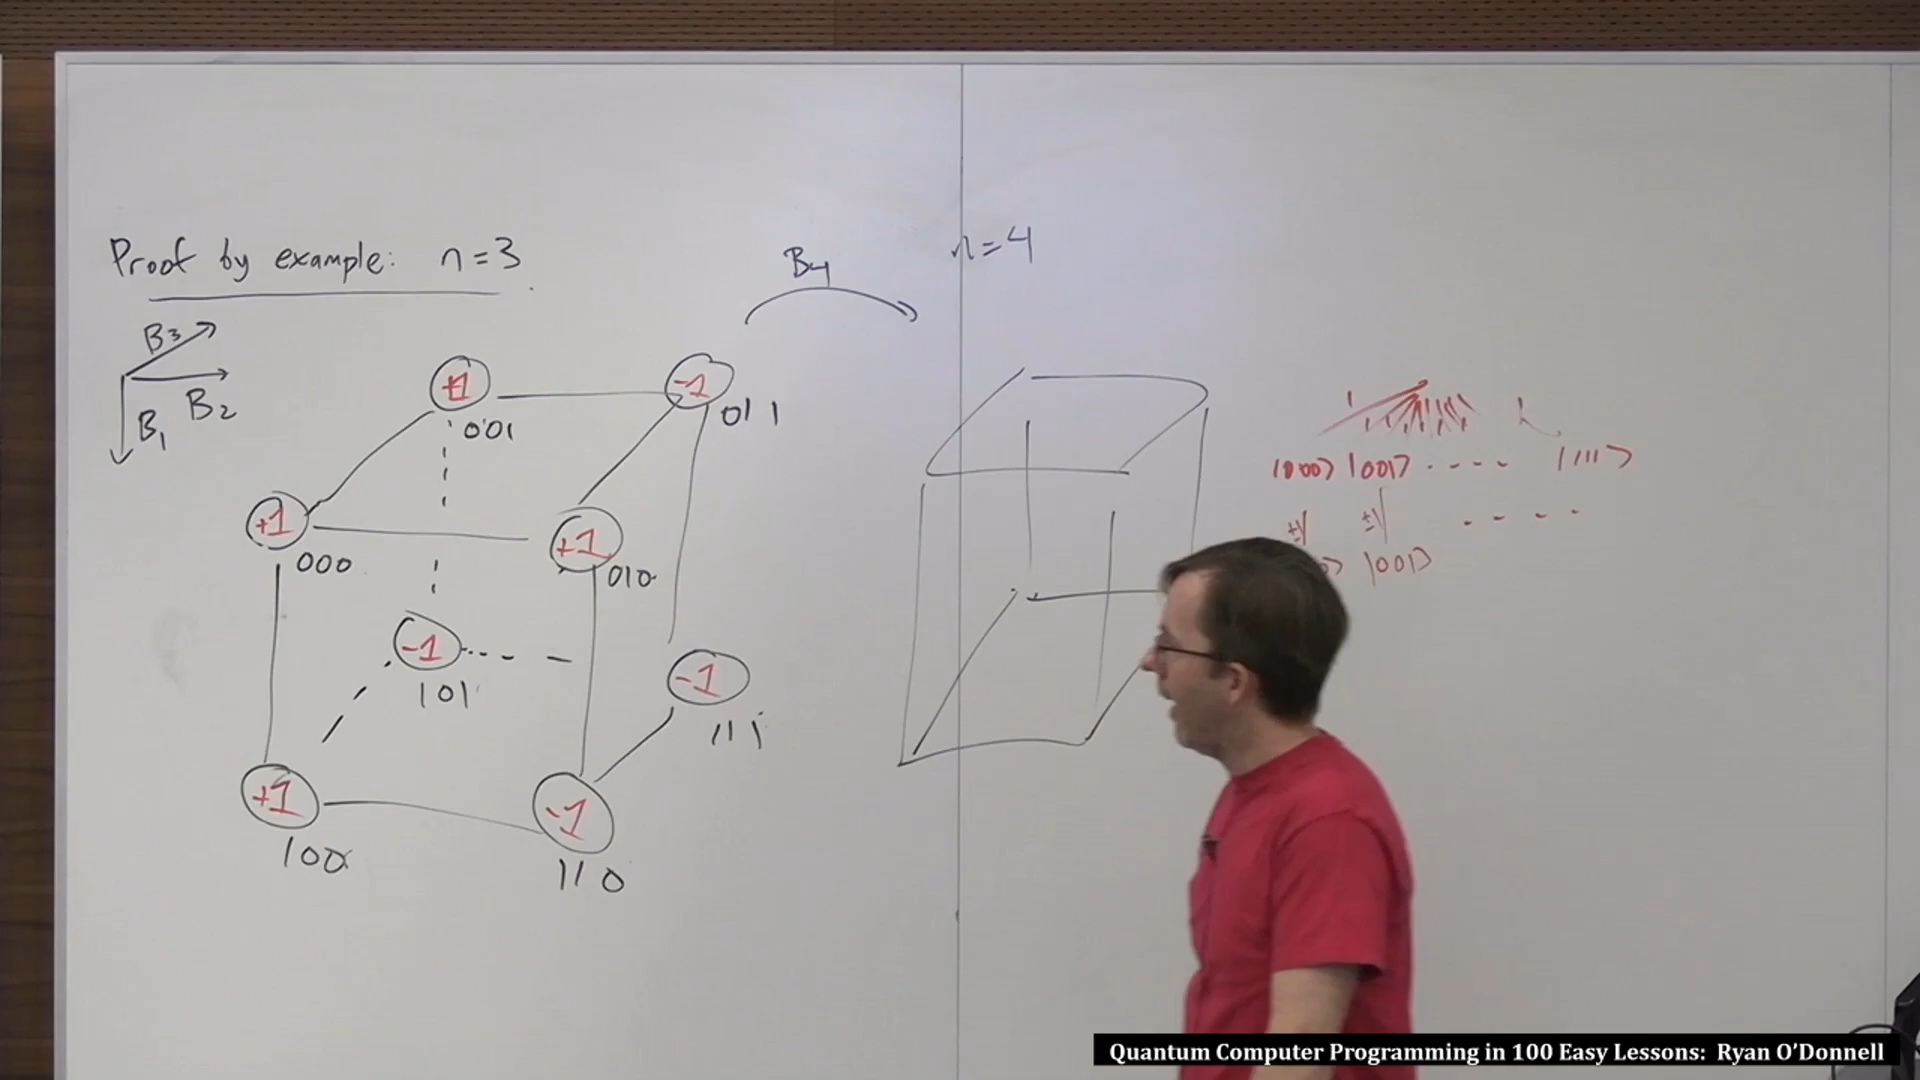 Proof by example: n=3
B3
B2
B1
+1
001
-1
011
+1
000
+1
010
-1
101
-1
111
+1
100
-1
110
B4
n=4
|000⟩ |001⟩ ---- |111⟩
±1 ±1 ----
|001⟩
Quantum Computer Programming in 100 Easy Lessons: Ryan O'Donnell